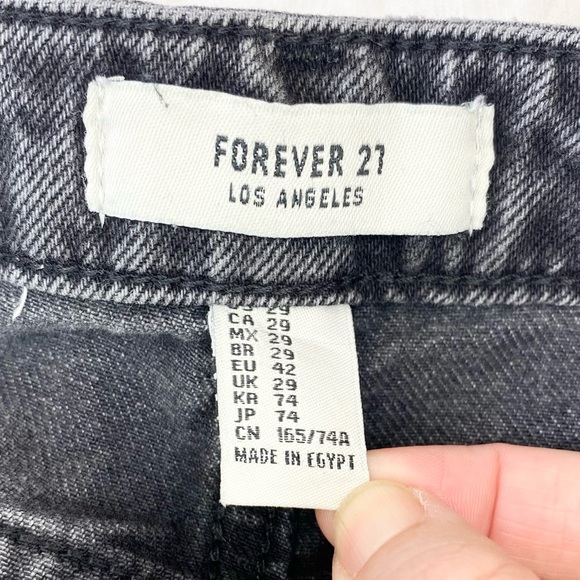 FOREVER 21
LOS ANGELES
US 29
CA 29
MX 29
BR 29
EU 42
UK 29
KR 74
JP 74
CN 165/74A
MADE IN EGYPT